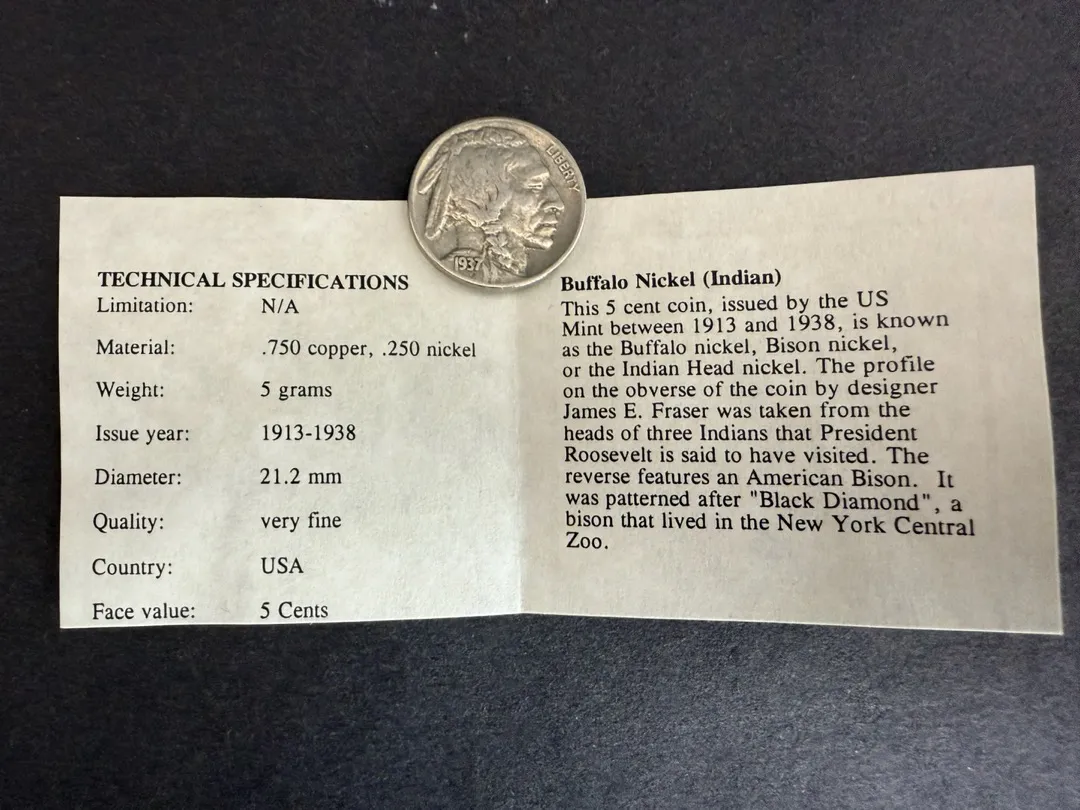 LIBERTY
1937
TECHNICAL SPECIFICATIONS
Limitation: N/A
Material: .750 copper, .250 nickel
Weight: 5 grams
Issue year: 1913-1938
Diameter: 21.2 mm
Quality: very fine
Country: USA
Face value: 5 Cents
Buffalo Nickel (Indian)
This 5 cent coin, issued by the US
Mint between 1913 and 1938, is known
as the Buffalo nickel, Bison nickel,
or the Indian Head nickel. The profile
on the obverse of the coin by designer
James E. Fraser was taken from the
heads of three Indians that President
Roosevelt is said to have visited. The
reverse features an American Bison. It
was patterned after "Black Diamond", a
bison that lived in the New York Central
Zoo.